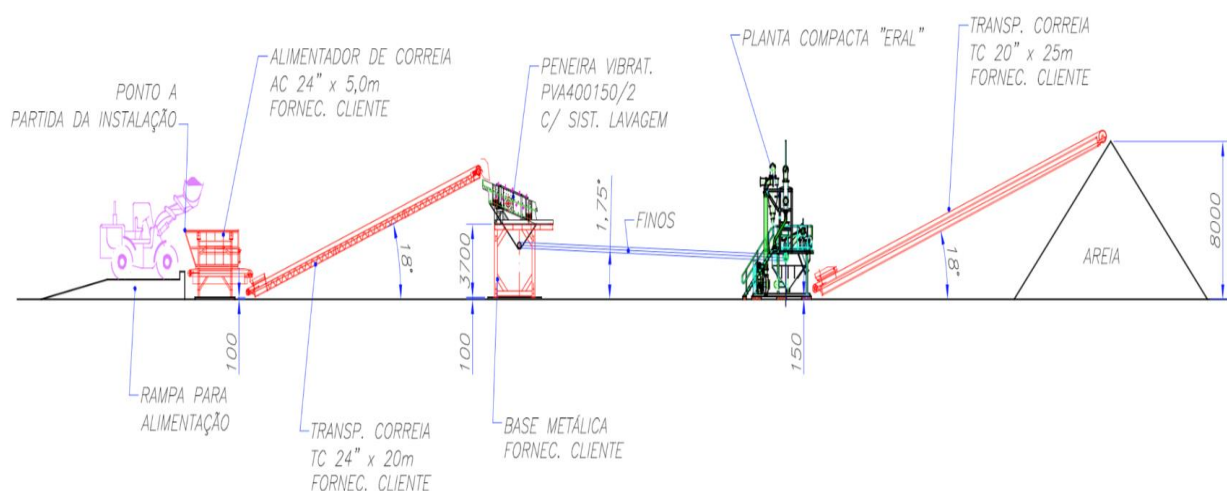 PONTO A
PARTIDA DA INSTALAÇÃO
ALIMENTADOR DE CORREIA
AC 24" x 5,0m
FORNEC. CLIENTE
PENEIRA VIBRAT.
PVA400150/2
C/ SIST. LAVAGEM
PLANTA COMPACTA "ERAL"
TRANSP. CORREIA
TC 20" x 25m
FORNEC. CLIENTE
18°
3700
1,75°
FINOS
18°
AREIA
8000
100
100
150
RAMPA PARA
ALIMENTAÇÃO
TRANSP. CORREIA
TC 24" x 20m
FORNEC. CLIENTE
BASE METÁLICA
FORNEC. CLIENTE